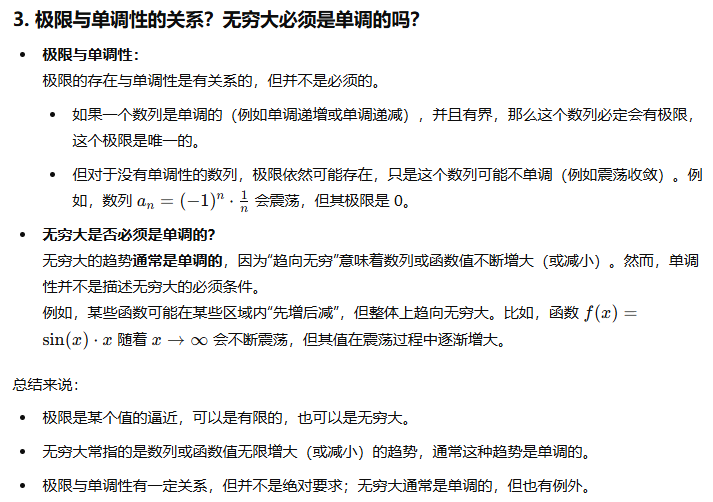 3. 极限与单调性的关系？无穷大必须是单调的吗？
• 极限与单调性：
极限的存在与单调性是有关系的，但并不是必须的。
• 如果一个数列是单调的（例如单调递增或单调递减），并且有界，那么这个数列必定会有极限，
这个极限是唯一的。
• 但对于没有单调性的数列，极限依然可能存在，只是这个数列可能不单调（例如震荡收敛）。例
如，数列 $a_n = (-1)^n \cdot \frac{1}{n}$ 会震荡，但其极限是 0。
• 无穷大是否必须是单调的？
无穷大的趋势通常是单调的，因为“趋向无穷”意味着数列或函数值不断增大（或减小）。然而，单调
性并不是描述无穷大的必须条件。
例如，某些函数可能在某些区域内“先增后减”，但整体上趋向无穷大。比如，函数 $f(x) =$
$\sin(x) \cdot x$ 随着 $x \to \infty$ 会不断震荡，但其值在震荡过程中逐渐增大。
总结来说：
• 极限是某个值的逼近，可以是有限的，也可以是无穷大。
• 无穷大常指的是数列或函数值无限增大（或减小）的趋势，通常这种趋势是单调的。
• 极限与单调性有一定关系，但并不是绝对要求；无穷大通常是单调的，但也有例外。